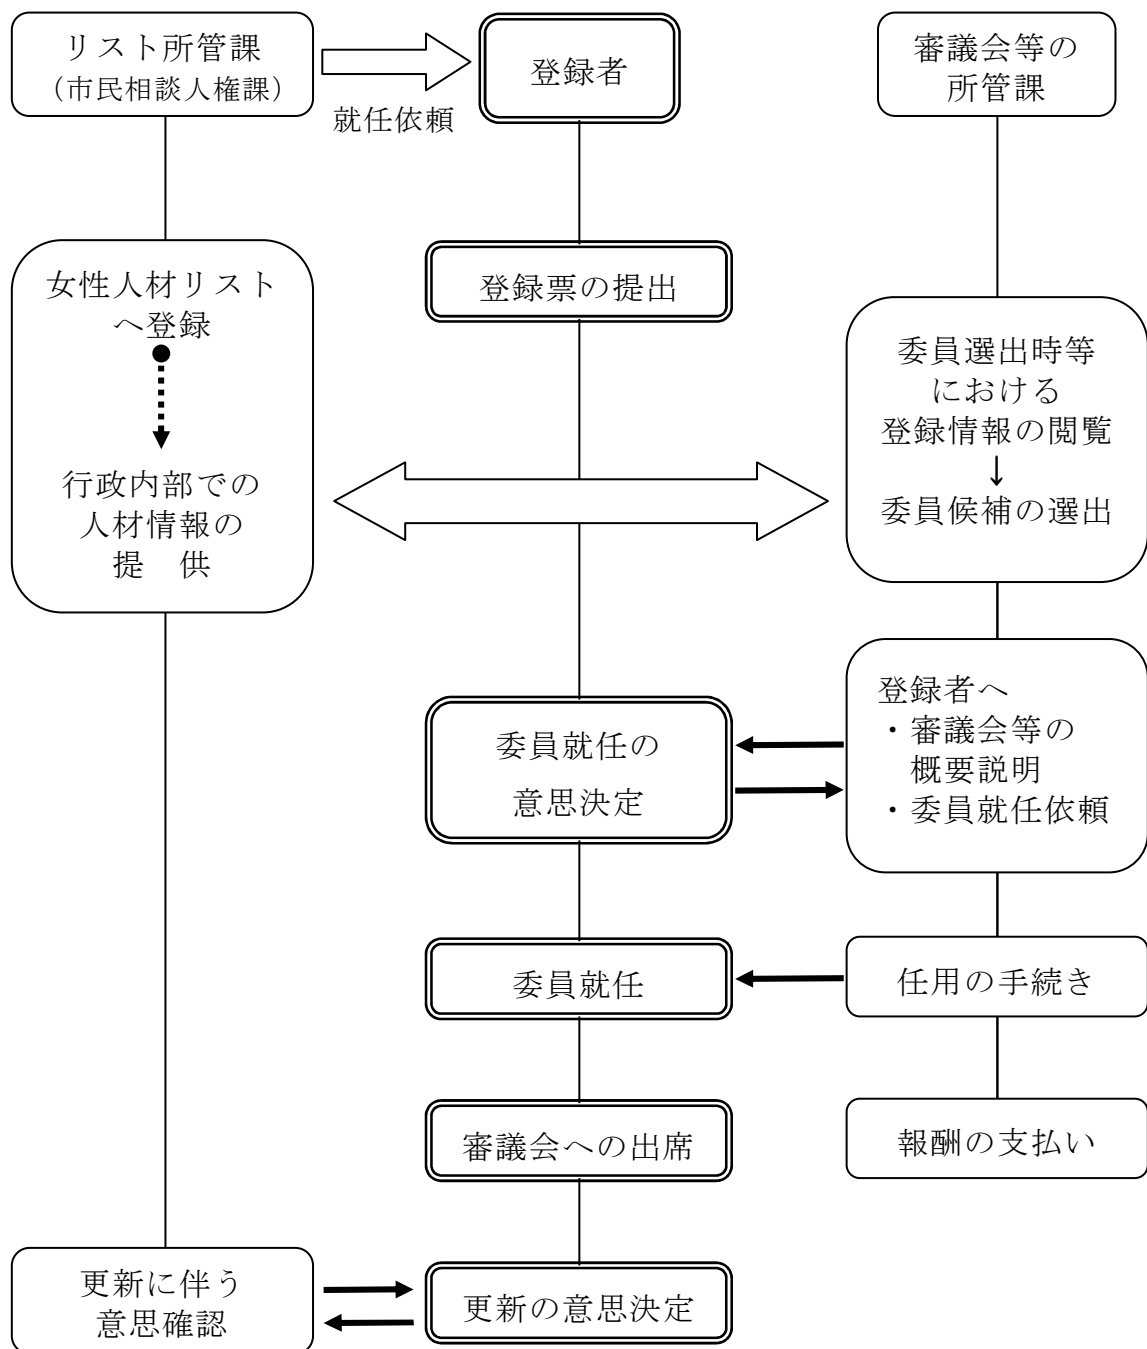 リスト所管課
（市民相談人権課）
就任依頼
登録者
審議会等の
所管課
登録票の提出
女性人材リスト
へ登録
行政内部での
人材情報の
提　供
委員選出時等
における
登録情報の閲覧
↓
委員候補の選出
委員就任の
意思決定
登録者へ
・審議会等の
概要説明
・委員就任依頼
委員就任
任用の手続き
審議会への出席
報酬の支払い
更新に伴う
意思確認
更新の意思決定